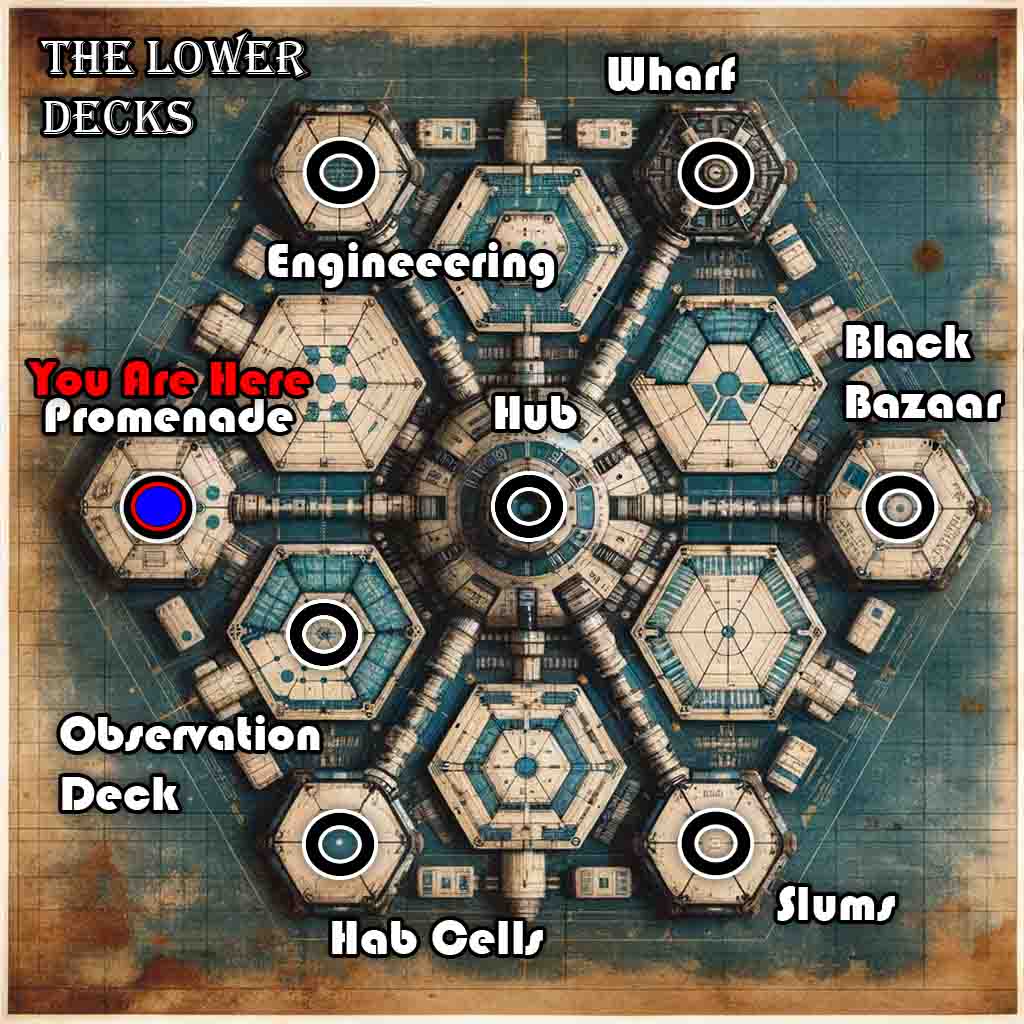 THE LOWER
DECKS
Wharf
Engineeering
Black
Bazaar
You Are Here
Promenade
Hub
Observation
Deck
Slums
Hab Cells